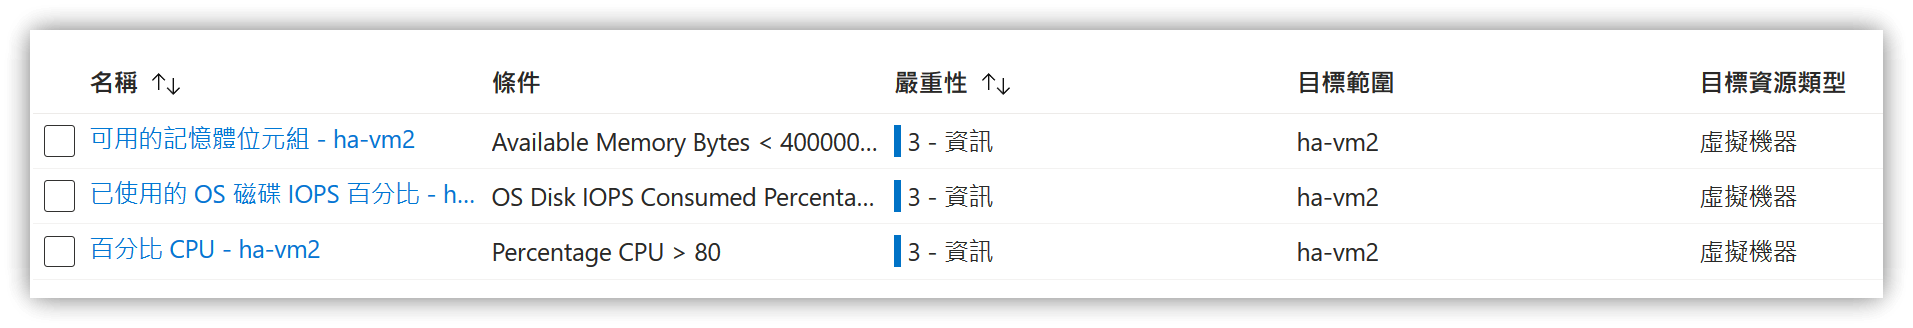 名稱 ↑↓ 條件 嚴重性 ↑↓ 目標範圍 目標資源類型
可用的記憶體位元組 - ha-vm2 Available Memory Bytes < 400000... 3 - 資訊 ha-vm2 虛擬機器
已使用的 OS 磁碟 IOPS 百分比 - h... OS Disk IOPS Consumed Percenta... 3 - 資訊 ha-vm2 虛擬機器
百分比 CPU - ha-vm2 Percentage CPU > 80 3 - 資訊 ha-vm2 虛擬機器